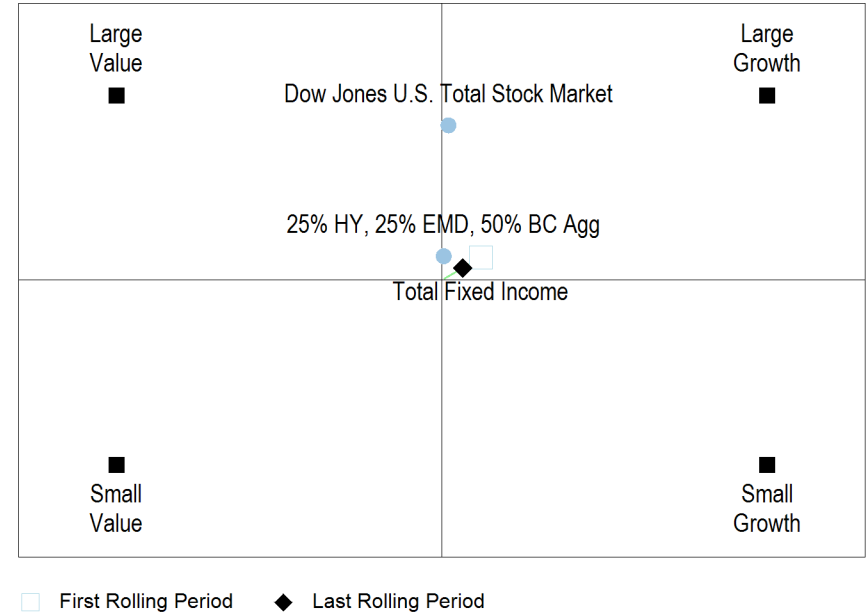 Large
Value
Large
Growth
Dow Jones U.S. Total Stock Market
25% HY, 25% EMD, 50% BC Agg
Total Fixed Income
Small
Value
Small
Growth
First Rolling Period
Last Rolling Period